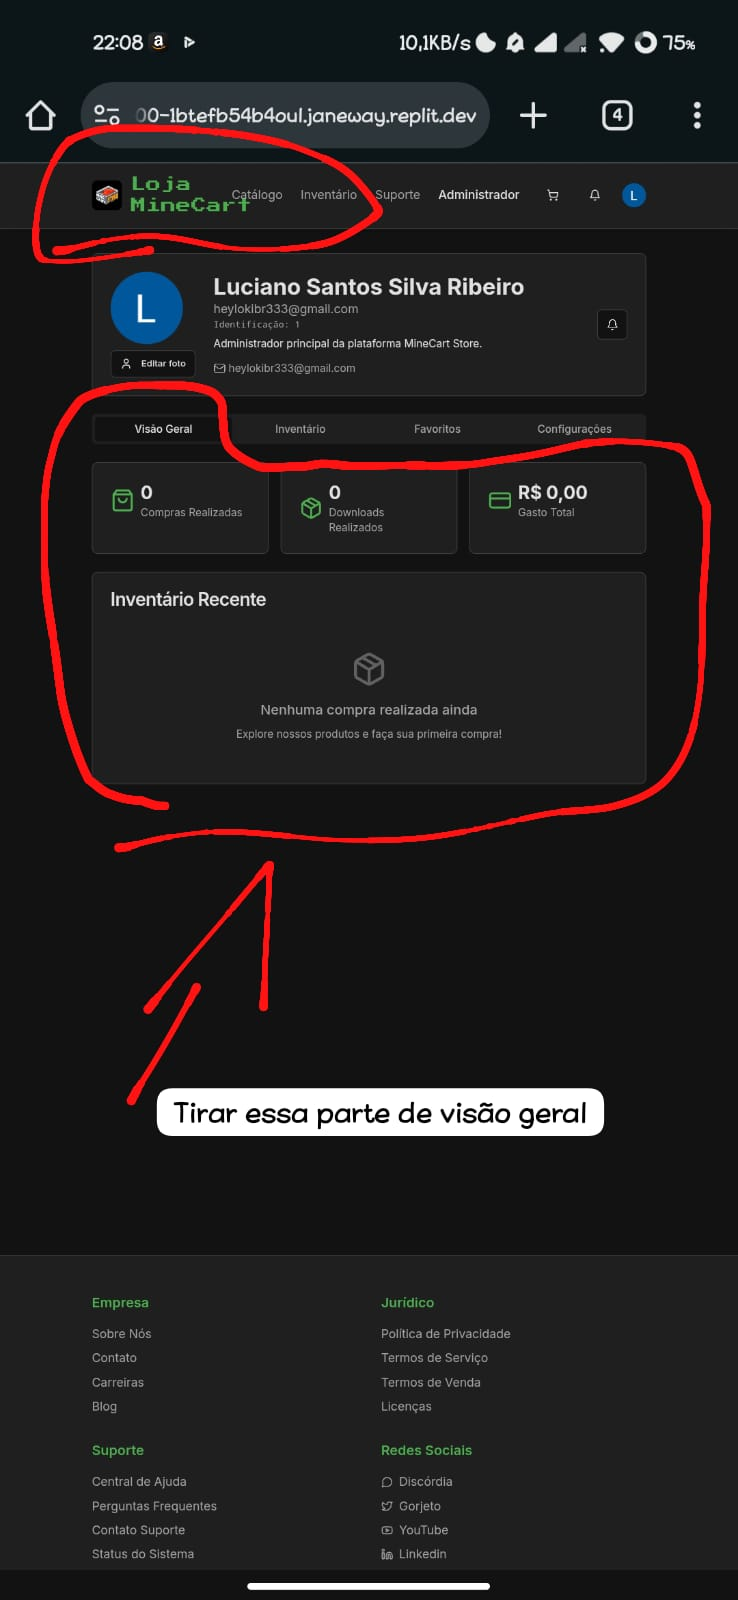 22:08
10,1KB/s
75%
00-1btefb54b4oul.janeway.replit.dev
4
Loja
MineCart
Catálogo Inventário Suporte Administrador
L
L
Luciano Santos Silva Ribeiro
heylokibr333@gmail.com
Identificação: 1
Administrador principal da plataforma MineCart Store.
heylokibr333@gmail.com
Editar foto
Visão Geral Inventário Favoritos Configurações
0
Compras Realizadas
0
Downloads
Realizados
R$ 0,00
Gasto Total
Inventário Recente
Nenhuma compra realizada ainda
Explore nossos produtos e faça sua primeira compra!
Tirar essa parte de visão geral
Empresa
Sobre Nós
Contato
Carreiras
Blog
Jurídico
Política de Privacidade
Termos de Serviço
Termos de Venda
Licenças
Suporte
Central de Ajuda
Perguntas Frequentes
Contato Suporte
Status do Sistema
Redes Sociais
Discórdia
Gorjeto
YouTube
Linkedin